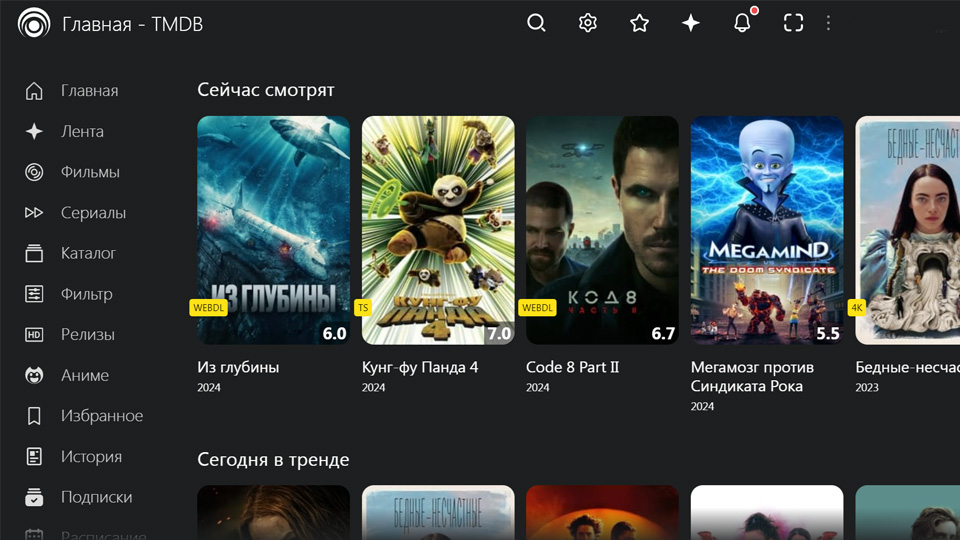 Главная - TMDB
Главная
Лента
Фильмы
Сериалы
Каталог
Фильтр
HD
Релизы
Аниме
Избранное
История
Подписки
Расписание
Сейчас смотрят
ИЗ ГЛУБИНЫ
WEBDL
6.0
Из глубины
2024
КУНГ-ФУ
ПАНДА
4
TS
7.0
Кунг-фу Панда 4
2024
КОД 8
ЧАСТЬ II
WEBDL
6.7
Code 8 Part II
2024
MEGAMIND
VS
THE DOOM SYNDICATE
5.5
Мегамозг против
Синдиката Рока
2024
БЕДНЫЕ-НЕСЧАСТ
4K
Бедные-несчас
2023
Сегодня в тренде
БЕДНЫЕ-НЕСЧАСТНЫЕ